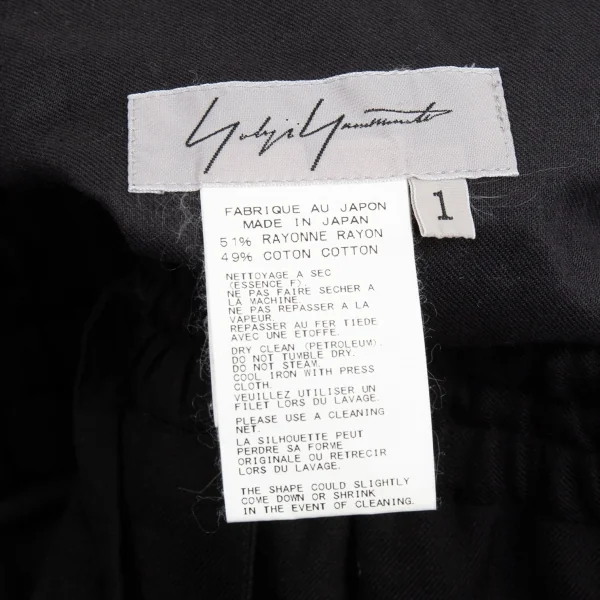 Yohji Yamamoto
1
FABRIQUE AU JAPON
MADE IN JAPAN
51% RAYONNE RAYON
49% COTON COTTON
NETTOYAGE A SEC
(ESSENCE F).
NE PAS FAIRE SECHER A
LA MACHINE.
NE PAS REPASSER A LA
VAPEUR.
REPASSER AU FER TIEDE
AVEC UNE ETOFFE.
DRY CLEAN (PETROLEUM).
DO NOT TUMBLE DRY.
DO NOT STEAM.
COOL IRON WITH PRESS
CLOTH.
VEUILLEZ UTILISER UN
FILET LORS DU LAVAGE.
PLEASE USE A CLEANING
NET.
LA SILHOUETTE PEUT
PERDRE SA FORME
ORIGINALE OU RETRECIR
LORS DU LAVAGE.
THE SHAPE COULD SLIGHTLY
COME DOWN OR SHRINK
IN THE EVENT OF CLEANING.